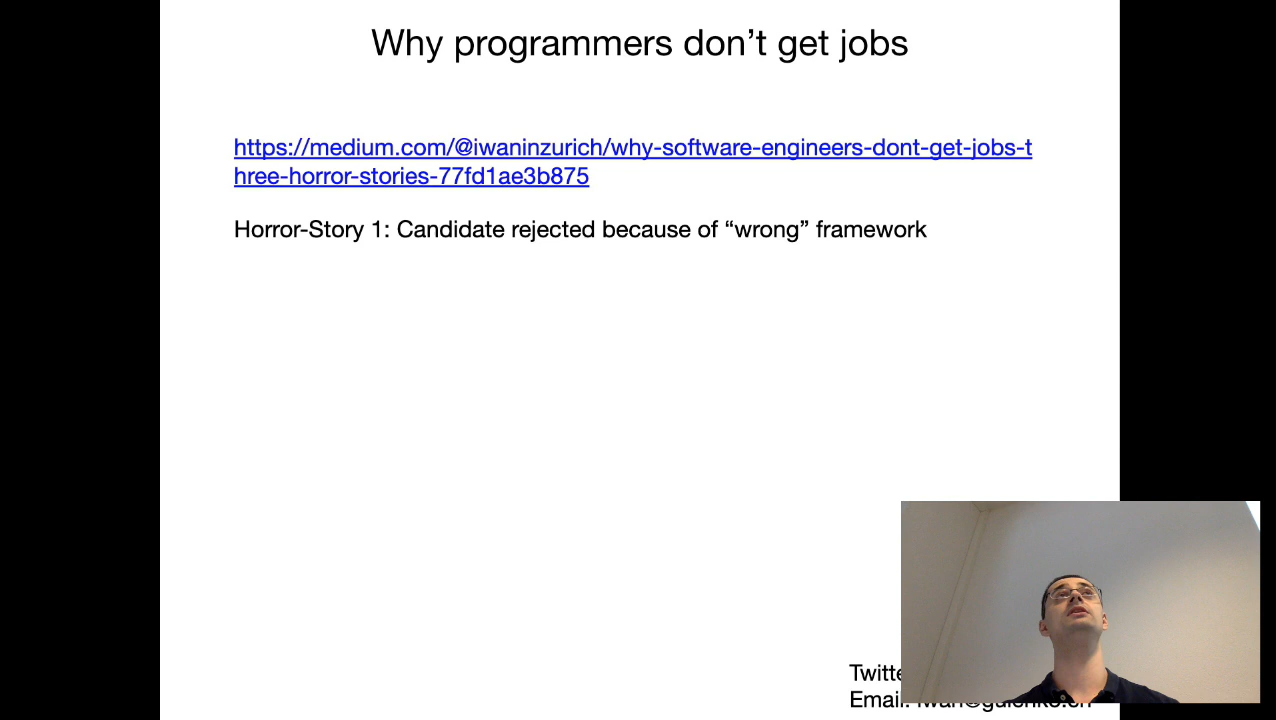 Why programmers don’t get jobs
https://medium.com/@iwaninzurich/why-software-engineers-dont-get-jobs-t
hree-horror-stories-77fd1ae3b875
Horror-Story 1: Candidate rejected because of “wrong” framework
Email: